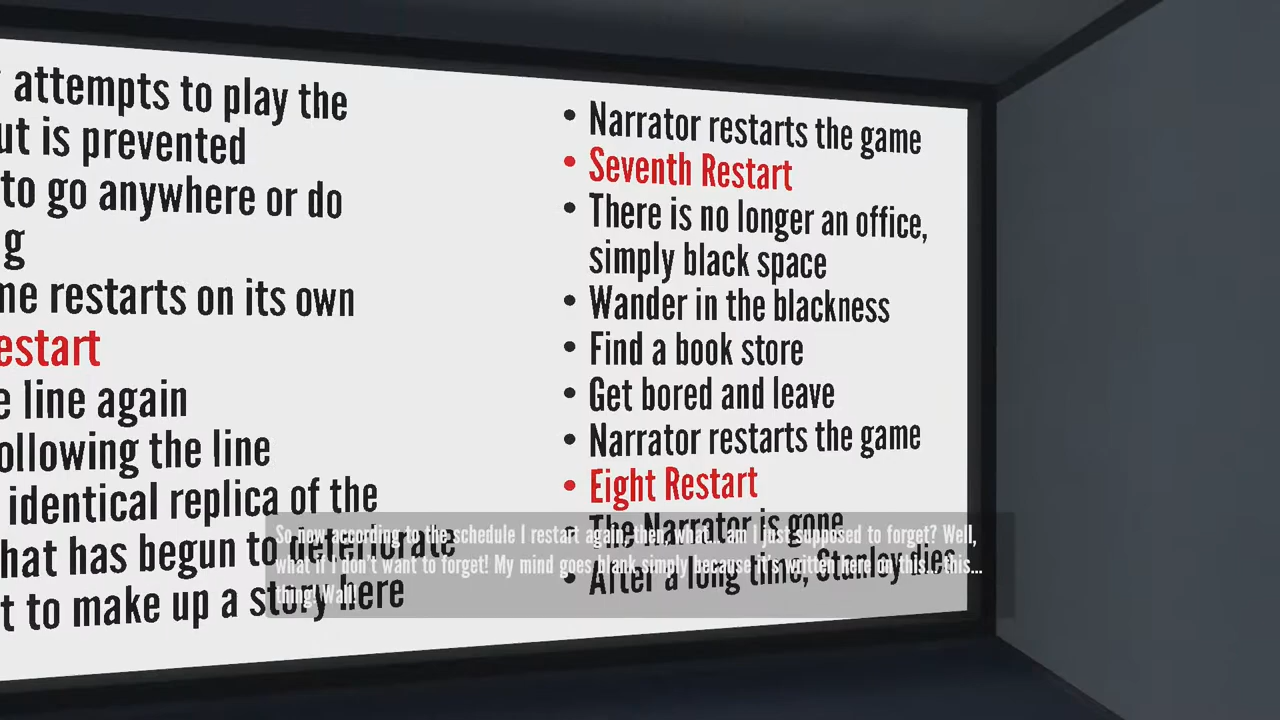 attempts to play the
ut is prevented
to go anywhere or do
g
me restarts on its own
estart
e line again
ollowing the line
identical replica of the
hat has begun to deteriorate
t to make up a story here
• Narrator restarts the game
• Seventh Restart
• There is no longer an office,
simply black space
• Wander in the blackness
• Find a book store
• Get bored and leave
• Narrator restarts the game
• Eight Restart
• The Narrator is gone
• After a long time, Stanley dies
So now according to the schedule I restart again, then, what... am I just supposed to forget? Well,
what if I don't want to forget! My mind goes blank simply because it's written here on this... this...
thing! Wall!